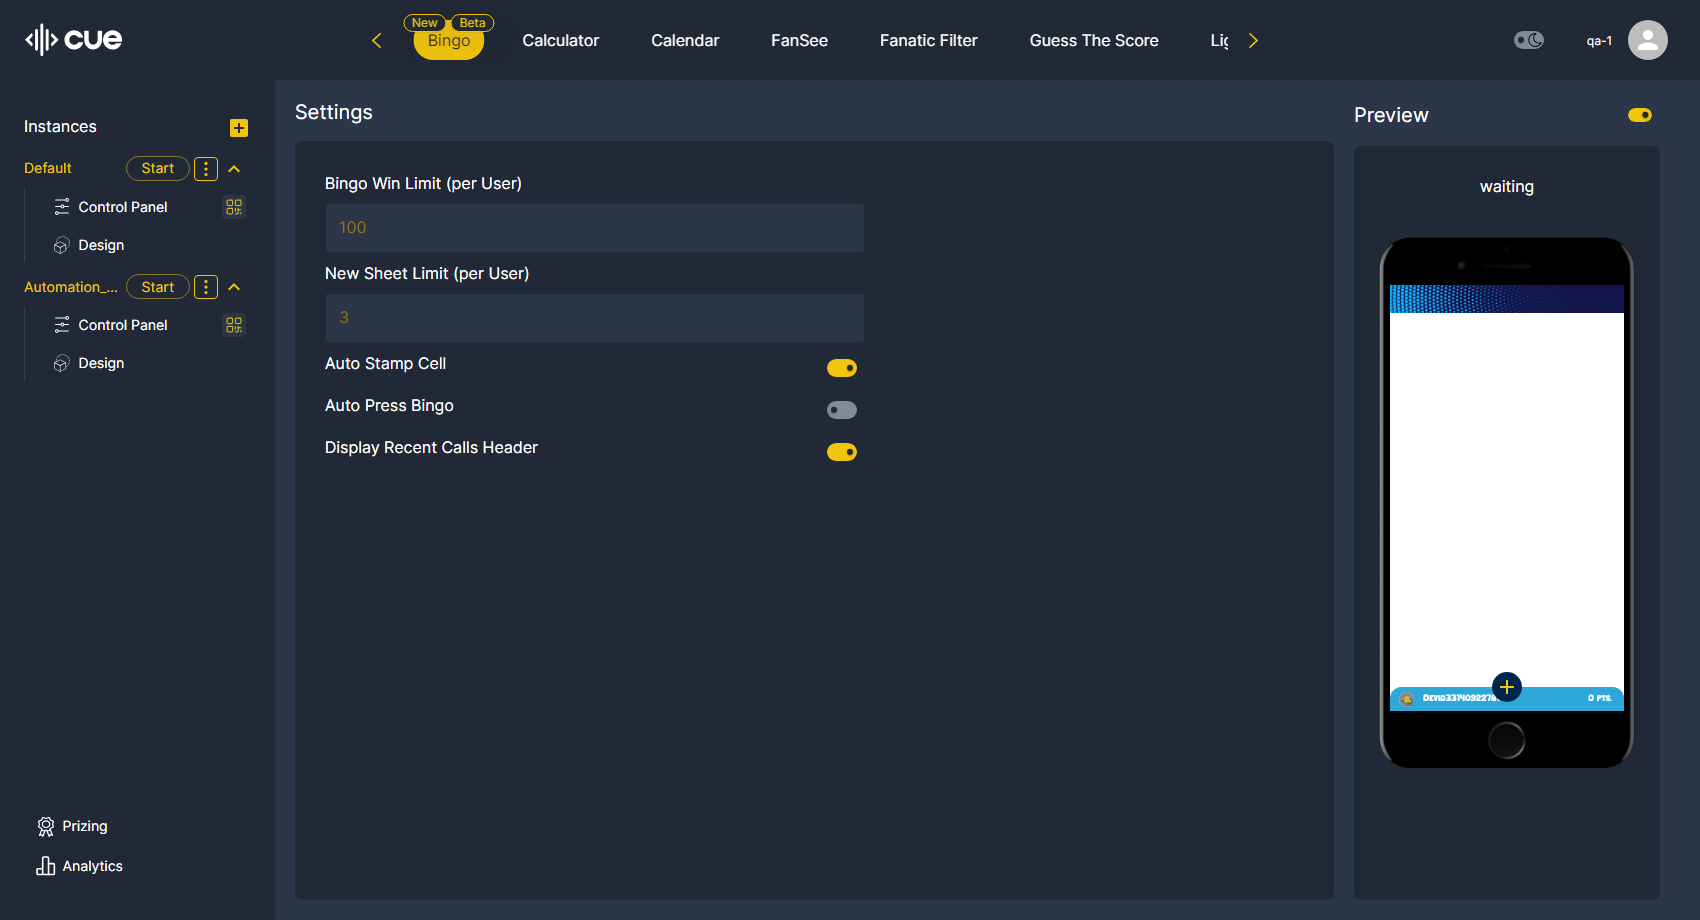 cue
New Beta
Bingo
Calculator
Calendar
FanSee
Fanatic Filter
Guess The Score
qa-1
Instances
Default Start
Control Panel
Design
Automation_... Start
Control Panel
Design
Prizing
Analytics
Settings
Bingo Win Limit (per User)
100
New Sheet Limit (per User)
3
Auto Stamp Cell
Auto Press Bingo
Display Recent Calls Header
Preview
waiting
0 PTS.